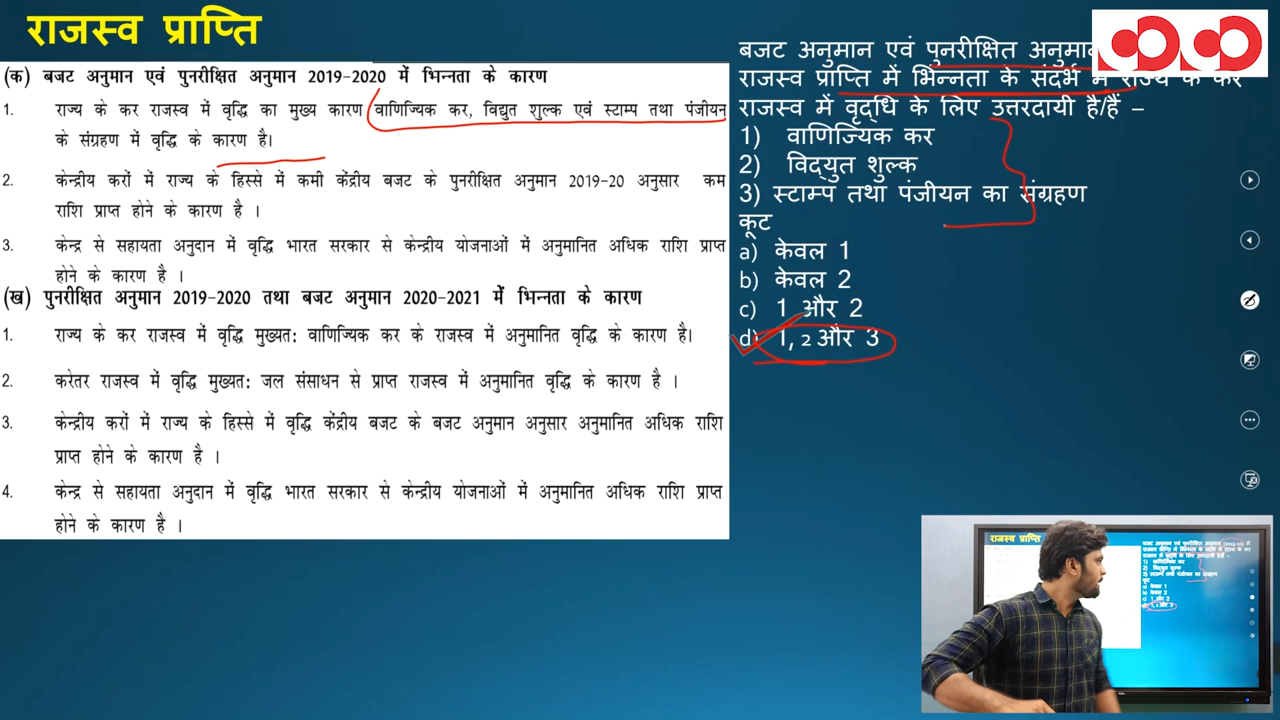 राजस्व प्राप्ति
(क) बजट अनुमान एवं पुनरीक्षित अनुमान 2019-2020 में भिन्नता के कारण
1. राज्य के कर राजस्व में वृद्धि का मुख्य कारण वाणिज्यिक कर, विद्युत शुल्क एवं स्टाम्प तथा पंजीयन
के संग्रहण में वृद्धि के कारण है।
2. केन्द्रीय करों में राज्य के हिस्से में कमी केंद्रीय बजट के पुनरीक्षित अनुमान 2019-20 अनुसार कम
राशि प्राप्त होने के कारण है ।
3. केन्द्र से सहायता अनुदान में वृद्धि भारत सरकार से केन्द्रीय योजनाओं में अनुमानित अधिक राशि प्राप्त
होने के कारण है ।
(ख) पुनरीक्षित अनुमान 2019-2020 तथा बजट अनुमान 2020-2021 में भिन्नता के कारण
1. राज्य के कर राजस्व में वृद्धि मुख्यत: वाणिज्यिक कर के राजस्व में अनुमानित वृद्धि के कारण है।
2. करेतर राजस्व में वृद्धि मुख्यत: जल संसाधन से प्राप्त राजस्व में अनुमानित वृद्धि के कारण है ।
3. केन्द्रीय करों में राज्य के हिस्से में वृद्धि केंद्रीय बजट के बजट अनुमान अनुसार अनुमानित अधिक राशि
प्राप्त होने के कारण है ।
4. केन्द्र से सहायता अनुदान में वृद्धि भारत सरकार से केन्द्रीय योजनाओं में अनुमानित अधिक राशि प्राप्त
होने के कारण है ।
बजट अनुमान एवं पुनरीक्षित अनुमान
राजस्व प्राप्ति में भिंन्नता के संदर्भ में राज्य के कर
राजस्व में वृद्धि के लिए उत्तरदायी है/हैं –
1) वाणिज्यिक कर
2) विद्युत शुल्क
3) स्टाम्प तथा पंजीयन का संग्रहण
कूट
a) केवल 1
b) केवल 2
c) 1 और 2
d) 1, 2 और 3
राजस्व प्राप्ति